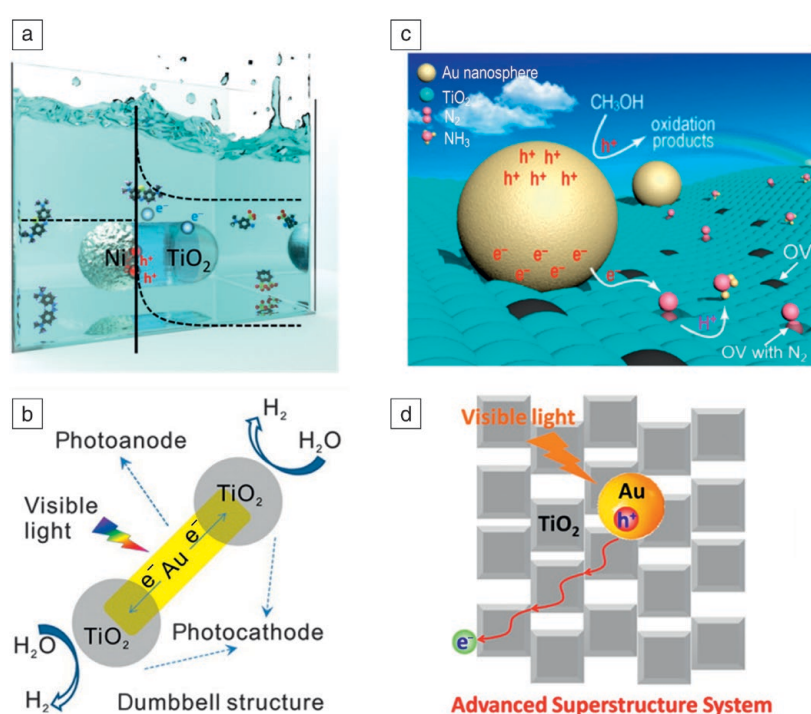 a
e⁻
e⁻
Ni
h⁺
h⁺
TiO₂
c
Au nanosphere
TiO₂
N₂
NH₃
CH₃OH
h⁺
oxidation
products
h⁺ h⁺
h⁺ h⁺ h⁺
e⁻ e⁻ e⁻
e⁻ e⁻
e⁻
H⁺
OV
OV with N₂
b
H₂
H₂O
Photoanode
TiO₂
Visible
light
e⁻
Au
e⁻
TiO₂
Photocathode
H₂O
H₂
Dumbbell structure
d
Visible light
Au
h⁺
TiO₂
e⁻
Advanced Superstructure System